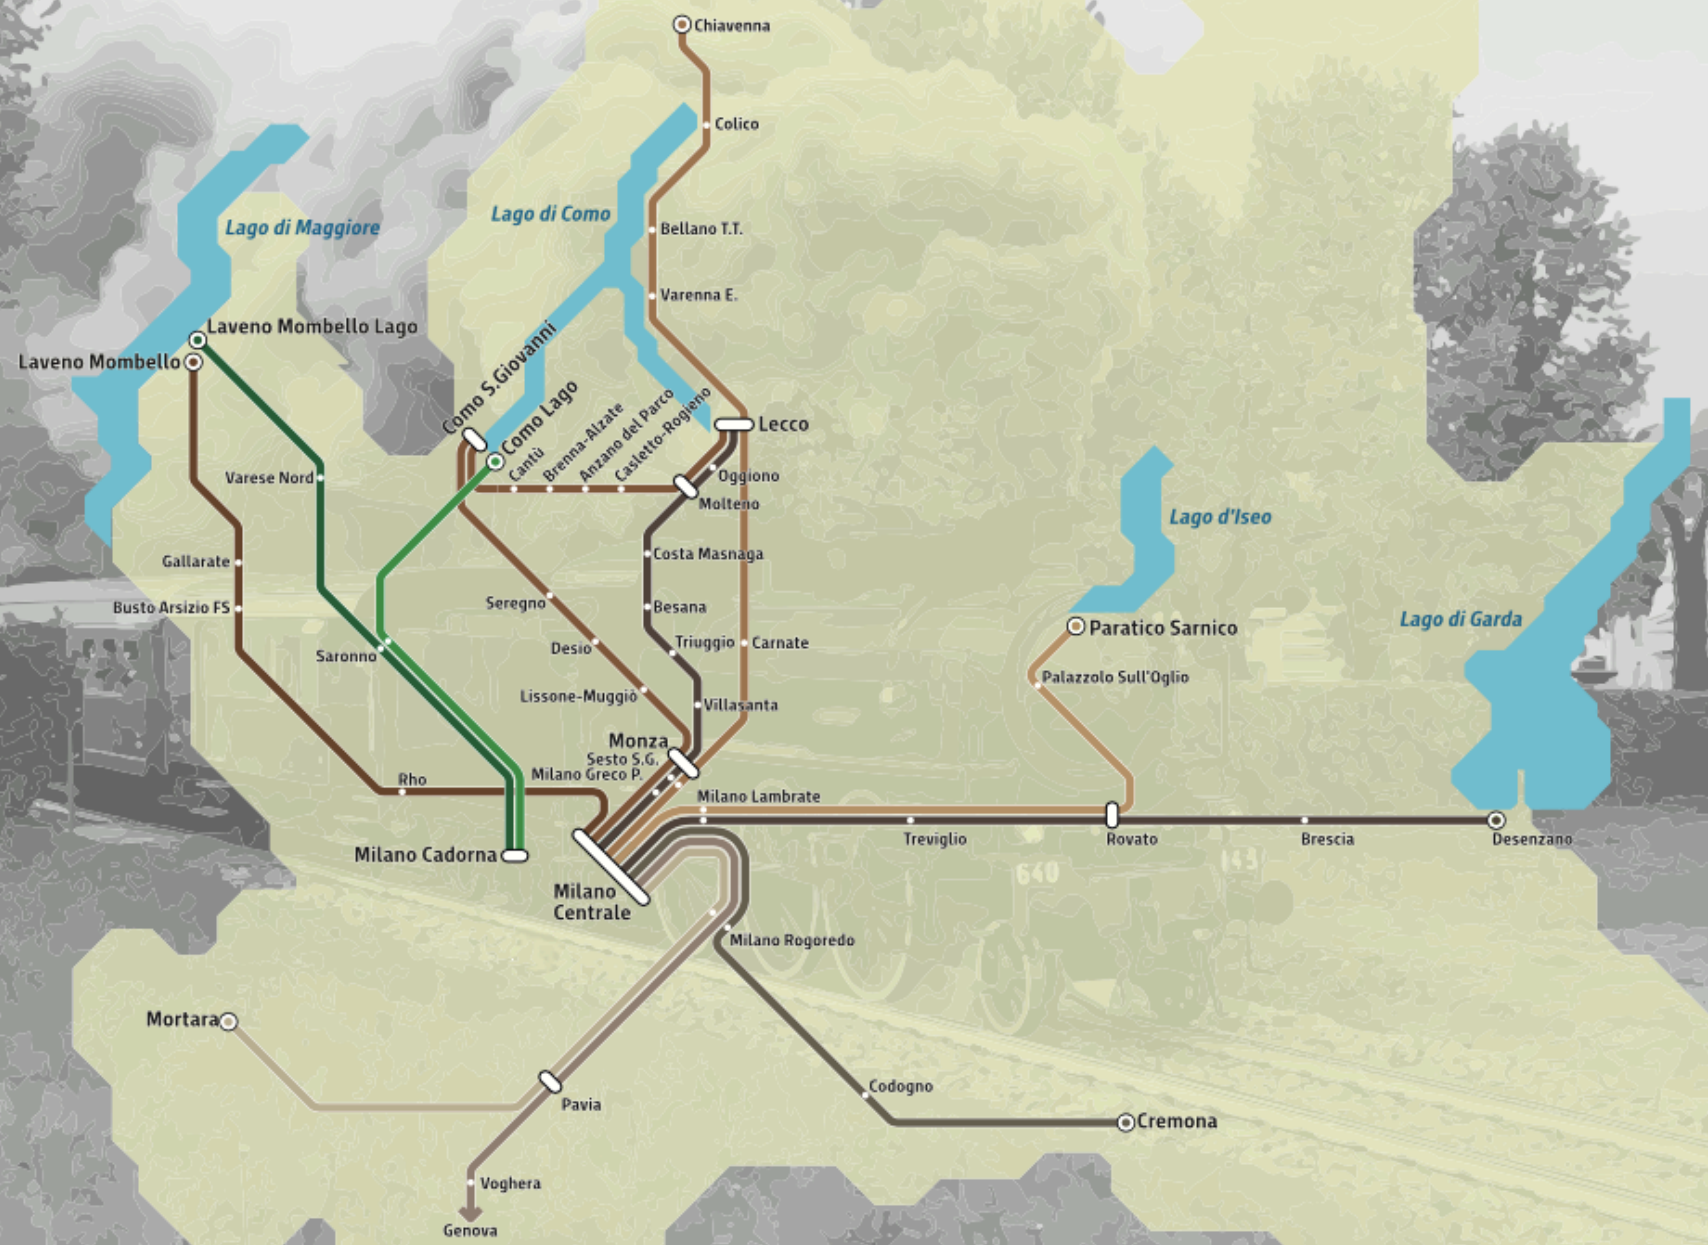 Chiavenna
Colico
Lago di Maggiore
Lago di Como
Bellano T.T.
Varenna E.
Laveno Mombello Lago
Laveno Mombello
Como S.Giovanni
Como Lago
Cantù
Brenna-Alzate
Anzano del Parco
Casletto-Rogieno
Lecco
Oggiono
Molteno
Varese Nord
Lago d'Iseo
Gallarate
Costa Masnaga
Busto Arsizio FS
Seregno
Besana
Lago di Garda
Paratico Sarnico
Saronno
Desio
Triuggio
Carnate
Palazzolo Sull'Oglio
Lissone-Muggiò
Villasanta
Monza
Sesto S.G.
Milano Greco P.
Rho
Milano Lambrate
Treviglio
Rovato
Brescia
Desenzano
Milano Cadorna
640
Milano
Centrale
Milano Rogoredo
Mortara
Codogno
Pavia
Cremona
Voghera
Genova